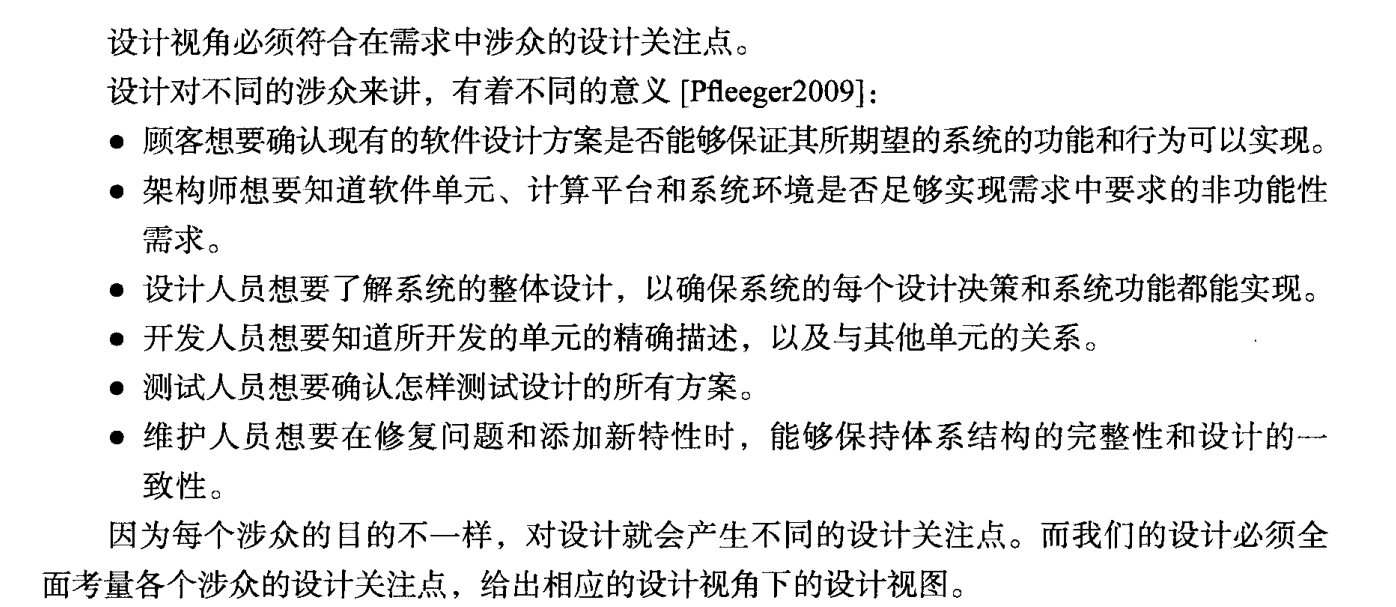 设计视角必须符合在需求中涉众的设计关注点。
设计对不同的涉众来讲，有着不同的意义 [Pfleeger2009]：
● 顾客想要确认现有的软件设计方案是否能够保证其所期望的系统的功能和行为可以实现。
● 架构师想要知道软件单元、计算平台和系统环境是否足够实现需求中要求的非功能性
需求。
● 设计人员想要了解系统的整体设计，以确保系统的每个设计决策和系统功能都能实现。
● 开发人员想要知道所开发的单元的精确描述，以及与其他单元的关系。
● 测试人员想要确认怎样测试设计的所有方案。
● 维护人员想要在修复问题和添加新特性时，能够保持体系结构的完整性和设计的一
致性。
因为每个涉众的目的不一样，对设计就会产生不同的设计关注点。而我们的设计必须全
面考量各个涉众的设计关注点，给出相应的设计视角下的设计视图。